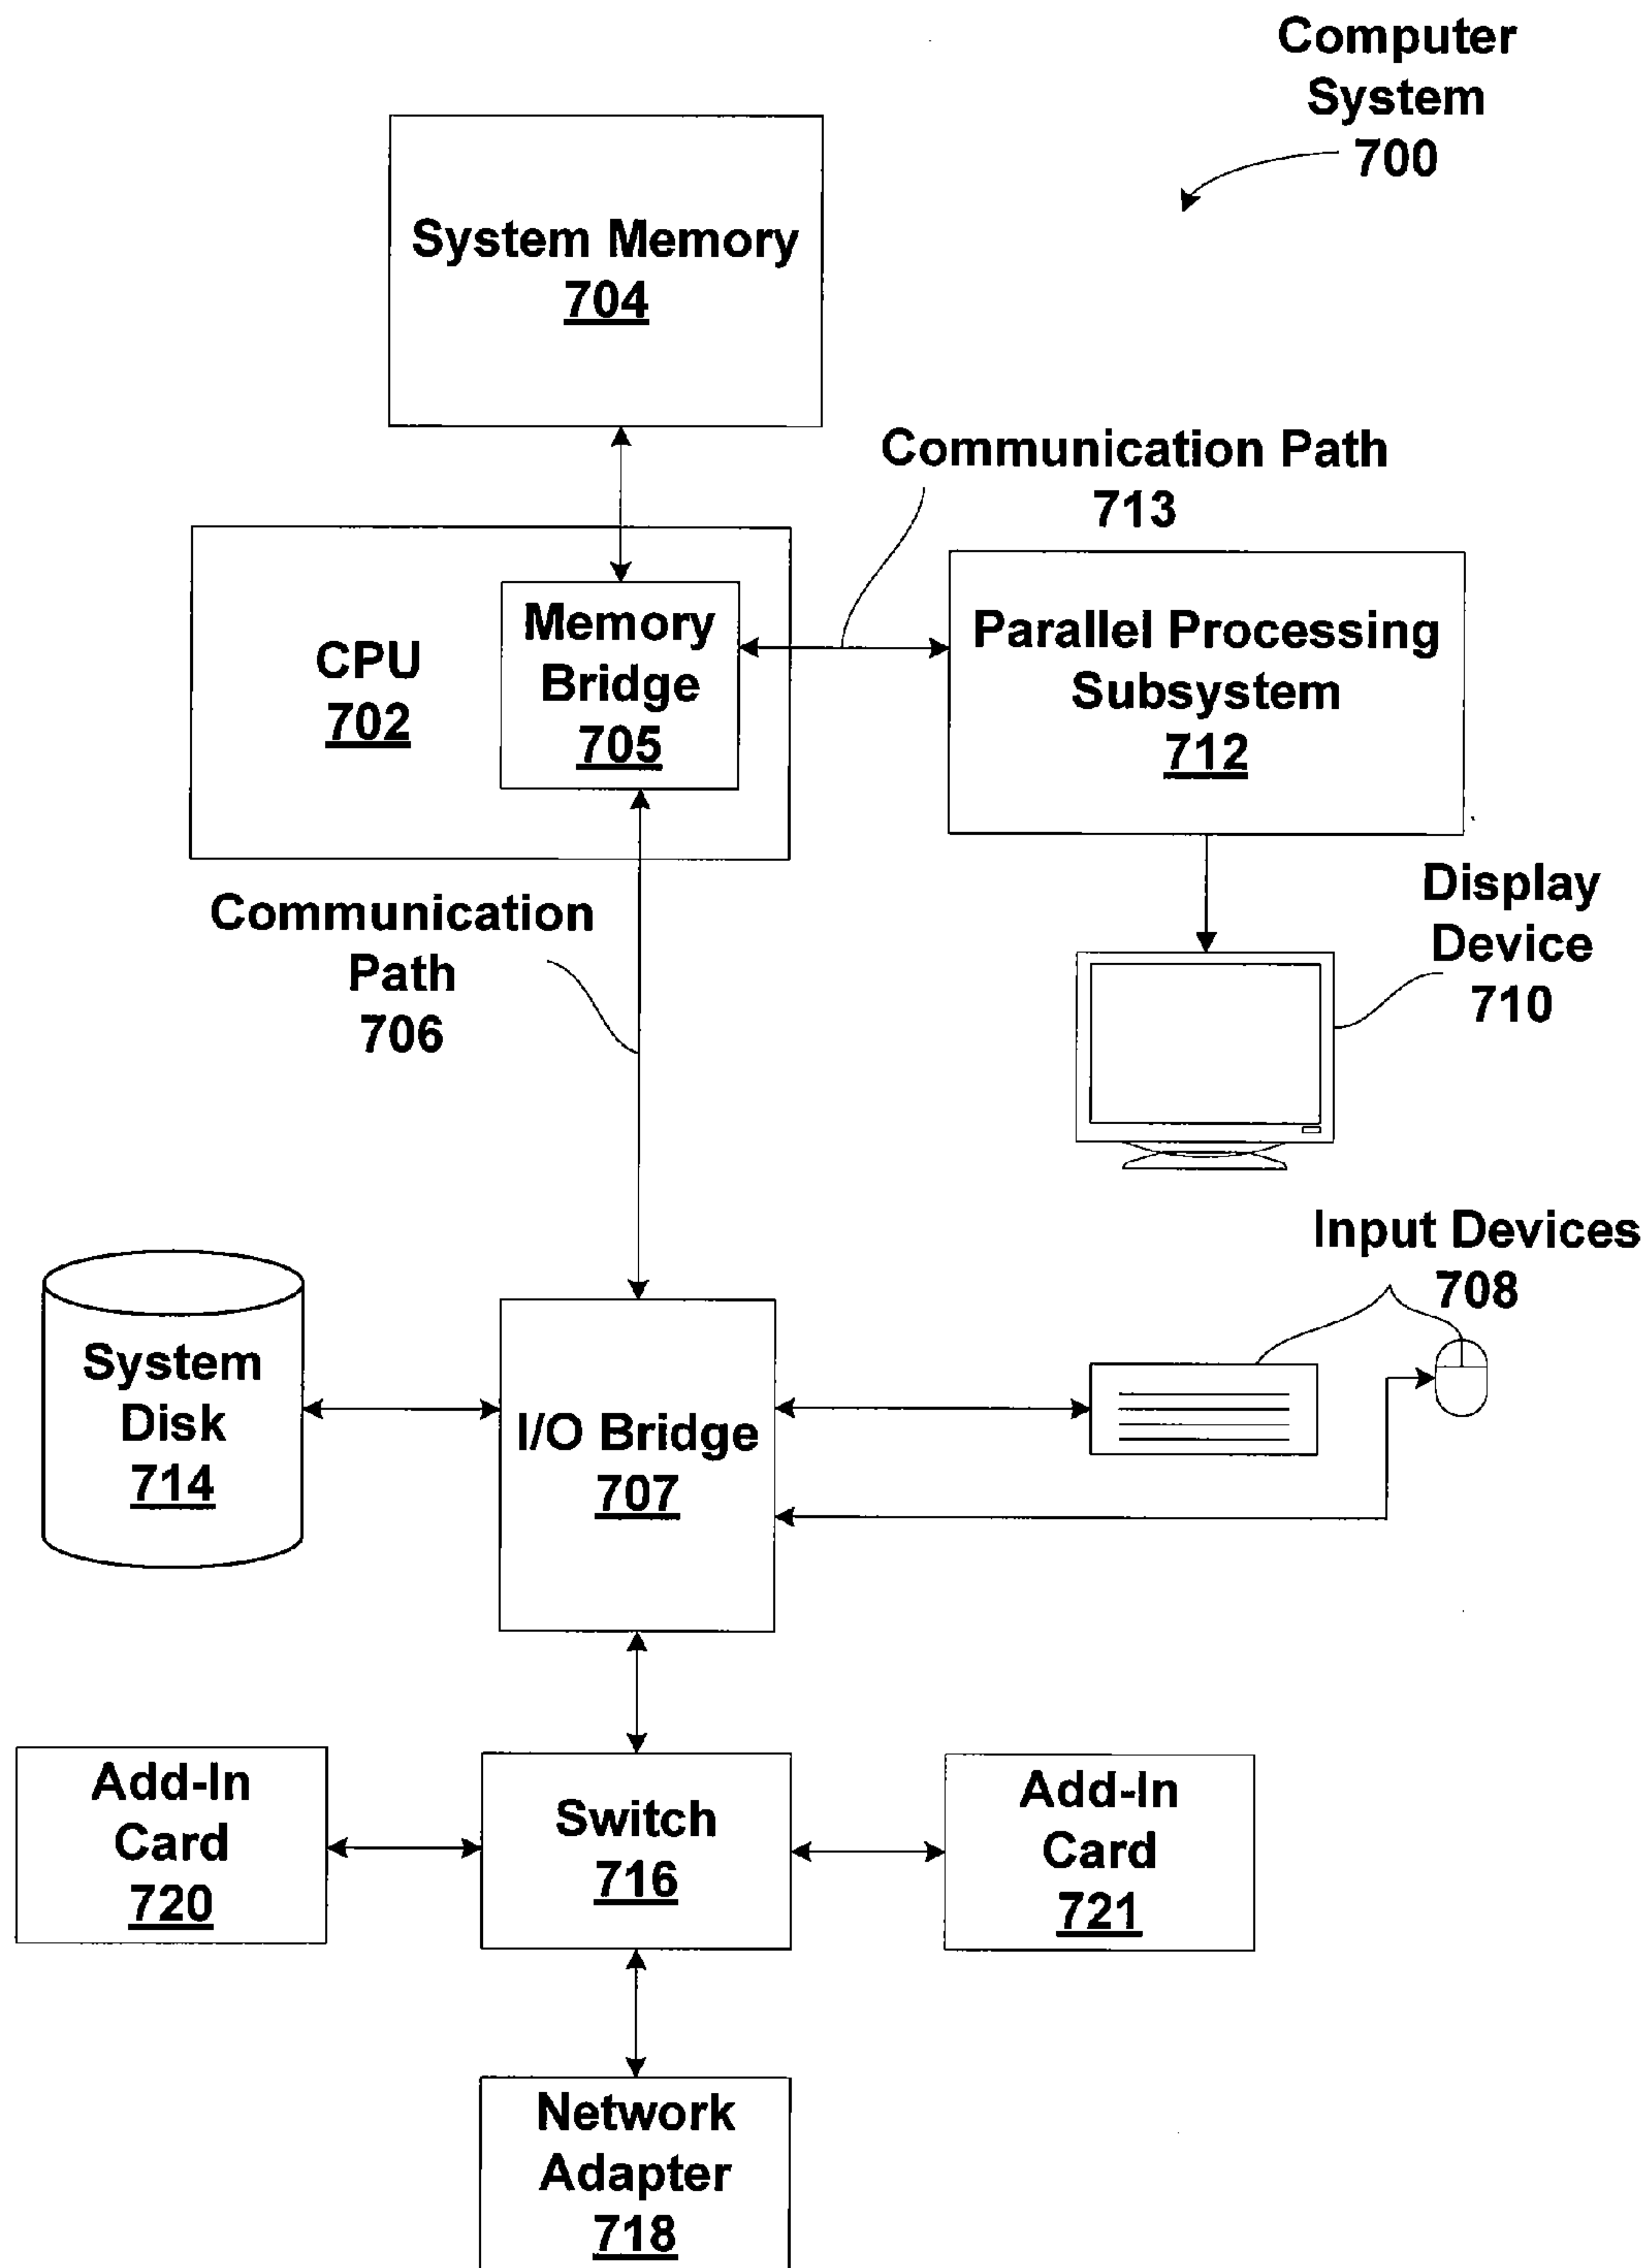 Computer
System
700
System Memory
704
Communication Path
713
CPU
702
Memory
Bridge
705
Parallel Processing
Subsystem
712
Communication
Path
706
Display
Device
710
Input Devices
708
System
Disk
714
I/O Bridge
707
Add-In
Card
720
Switch
716
Add-In
Card
721
Network
Adapter
718